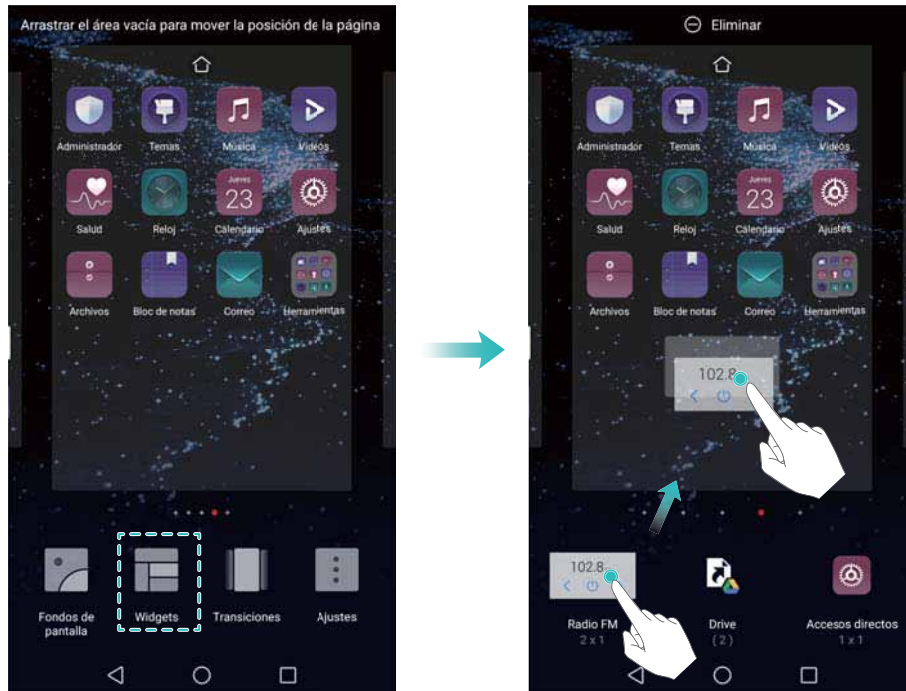 Arrastrar el área vacía para mover la posición de la página
Administrador Temas Música Videos
Jueves
23
Salud Reloj Calendario Ajustes
Archivos Bloc de notas Correo Herramientas
Fondos de pantalla Widgets Transiciones Ajustes
Eliminar
Administrador Temas Música Videos
Jueves
23
Salud Reloj Calendario Ajustes
Archivos Bloc de notas Correo Herramientas
102.8
102.8
Radio FM Drive Accesos directos
2 x 1 (2) 1 x 1